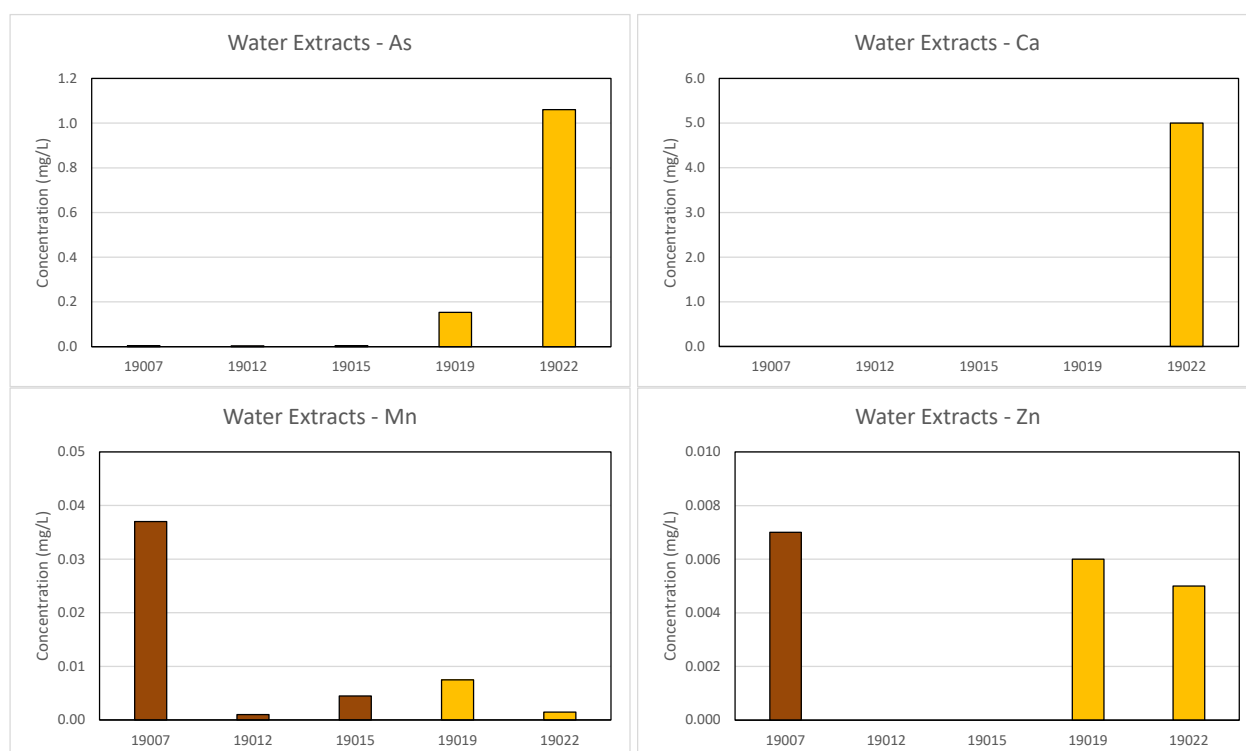 Water Extracts - As
Concentration (mg/L)
1.2
1.0
0.8
0.6
0.4
0.2
0.0
19007 19012 19015 19019 19022
Water Extracts - Ca
Concentration (mg/L)
6.0
5.0
4.0
3.0
2.0
1.0
0.0
19007 19012 19015 19019 19022
Water Extracts - Mn
Concentration (mg/L)
0.05
0.04
0.03
0.02
0.01
0.00
19007 19012 19015 19019 19022
Water Extracts - Zn
Concentration (mg/L)
0.010
0.008
0.006
0.004
0.002
0.000
19007 19012 19015 19019 19022